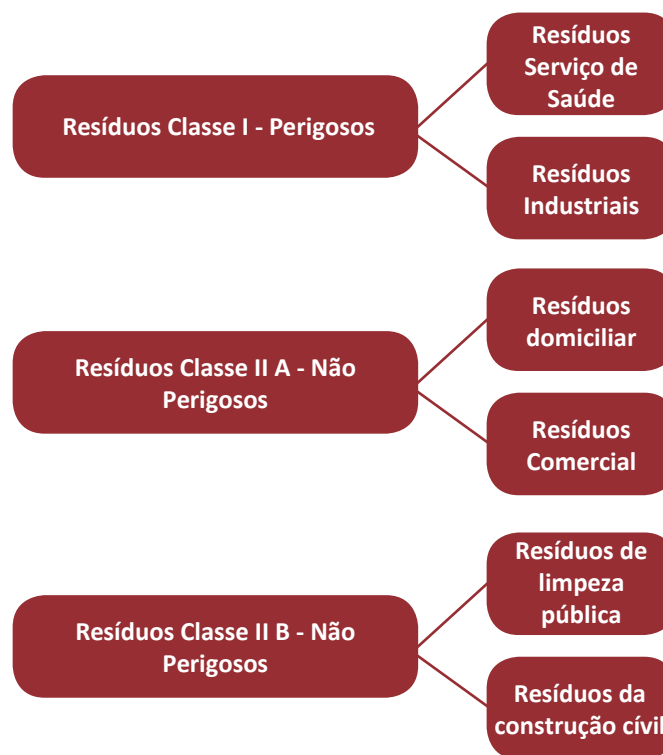 Resíduos
Serviço de
Saúde
Resíduos Classe I - Perigosos
Resíduos
Industriais
Resíduos
domiciliar
Resíduos Classe II A - Não
Perigosos
Resíduos
Comercial
Resíduos de
limpeza
pública
Resíduos Classe II B - Não
Perigosos
Resíduos da
construção cívil